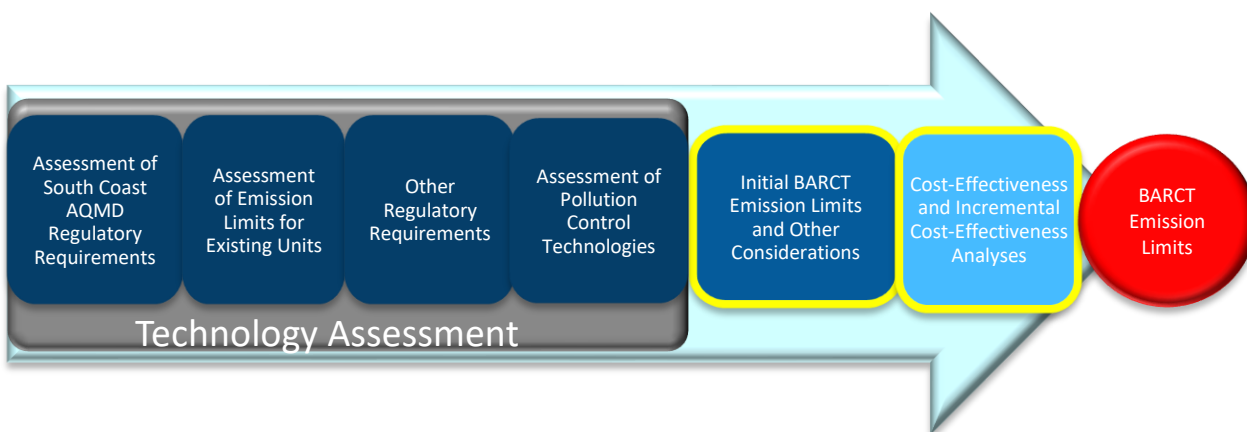 Assessment of
South Coast
AQMD
Regulatory
Requirements
Assessment
of Emission
Limits for
Existing Units
Other
Regulatory
Requirements
Assessment of
Pollution
Control
Technologies
Technology Assessment
Initial BARCT
Emission Limits
and Other
Considerations
Cost-Effectiveness
and Incremental
Cost-Effectiveness
Analyses
BARCT
Emission
Limits